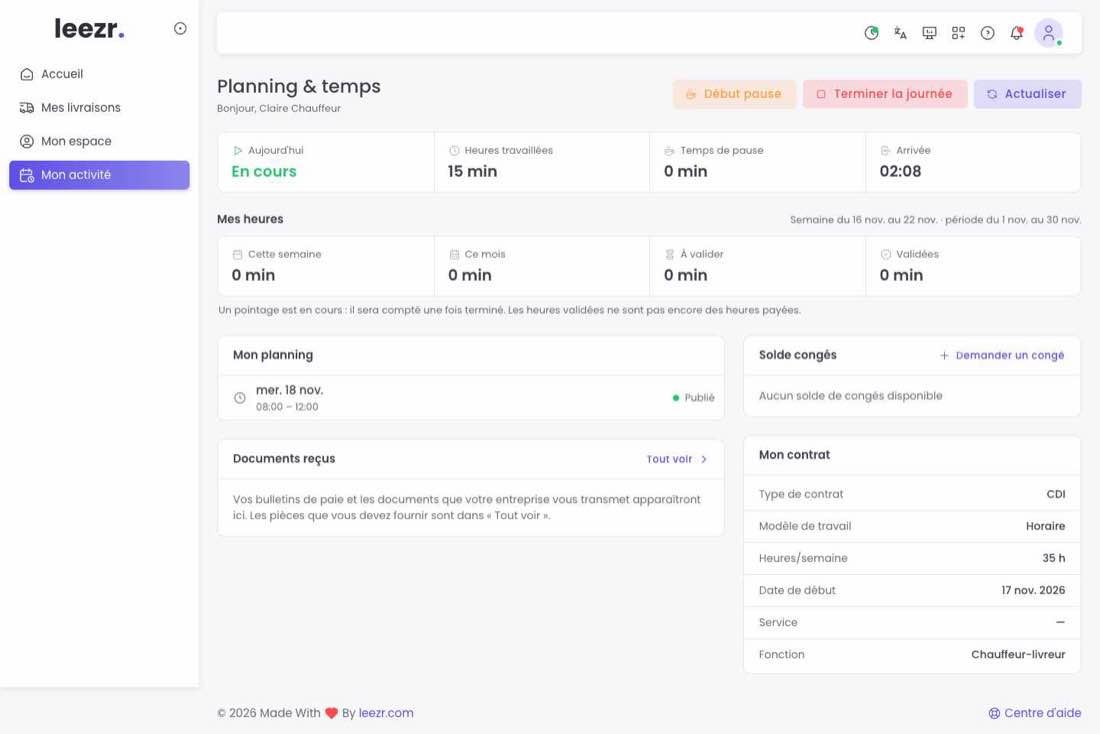 leezr.
Accueil
Mes livraisons
Mon espace
Mon activité
Planning & temps
Bonjour, Claire Chauffeur
Début pause
Terminer la journée
Actualiser
Aujourd'hui
En cours
Heures travaillées
15 min
Temps de pause
0 min
Arrivée
02:08
Mes heures
Semaine du 16 nov. au 22 nov. · période du 1 nov. au 30 nov.
Cette semaine
0 min
Ce mois
0 min
À valider
0 min
Validées
0 min
Un pointage est en cours : il sera compté une fois terminé. Les heures validées ne sont pas encore des heures payées.
Mon planning
mer. 18 nov.
08:00 – 12:00
Publié
Documents reçus
Tout voir
Vos bulletins de paie et les documents que votre entreprise vous transmet apparaîtront
ici. Les pièces que vous devez fournir sont dans « Tout voir ».
Solde congés
Demander un congé
Aucun solde de congés disponible
Mon contrat
Type de contrat
CDI
Modèle de travail
Horaire
Heures/semaine
35 h
Date de début
17 nov. 2026
Service
—
Fonction
Chauffeur-livreur
© 2026 Made With ❤ By leezr.com
Centre d'aide